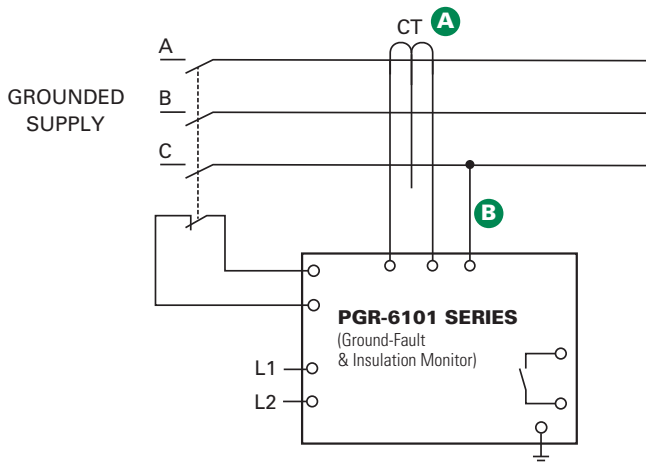 CT A
A
GROUNDED
SUPPLY
B
C
B
PGR-6101 SERIES
(Ground-Fault
& Insulation Monitor)
L1
L2